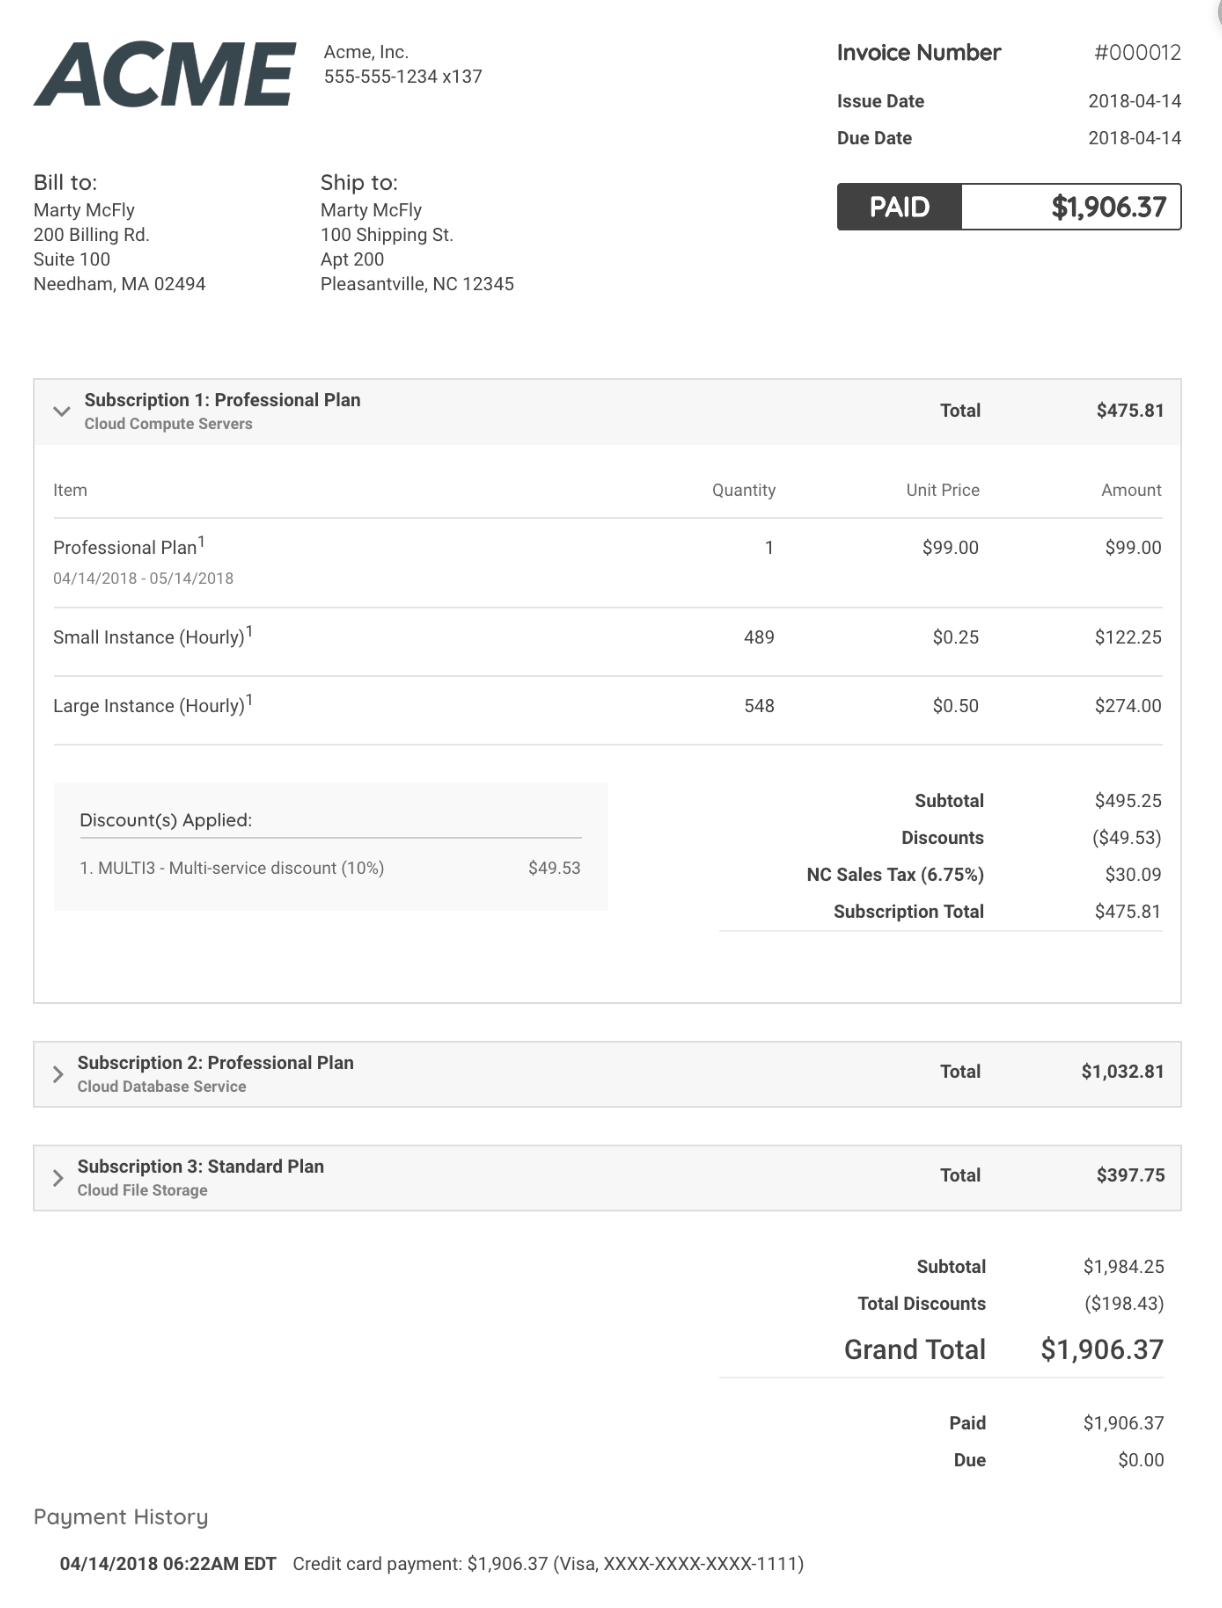 ACME
Acme, Inc.
555-555-1234 x137
Invoice Number #000012
Issue Date 2018-04-14
Due Date 2018-04-14
PAID $1,906.37
Bill to:
Marty McFly
200 Billing Rd.
Suite 100
Needham, MA 02494
Ship to:
Marty McFly
100 Shipping St.
Apt 200
Pleasantville, NC 12345
Subscription 1: Professional Plan
Cloud Compute Servers
Total $475.81
Item Quantity Unit Price Amount
Professional Plan¹ 1 $99.00 $99.00
04/14/2018 - 05/14/2018
Small Instance (Hourly)¹ 489 $0.25 $122.25
Large Instance (Hourly)¹ 548 $0.50 $274.00
Discount(s) Applied:
1. MULTI3 - Multi-service discount (10%) $49.53
Subtotal $495.25
Discounts ($49.53)
NC Sales Tax (6.75%) $30.09
Subscription Total $475.81
Subscription 2: Professional Plan
Cloud Database Service
Total $1,032.81
Subscription 3: Standard Plan
Cloud File Storage
Total $397.75
Subtotal $1,984.25
Total Discounts ($198.43)
Grand Total $1,906.37
Paid $1,906.37
Due $0.00
Payment History
04/14/2018 06:22AM EDT Credit card payment: $1,906.37 (Visa, XXXX-XXXX-XXXX-1111)